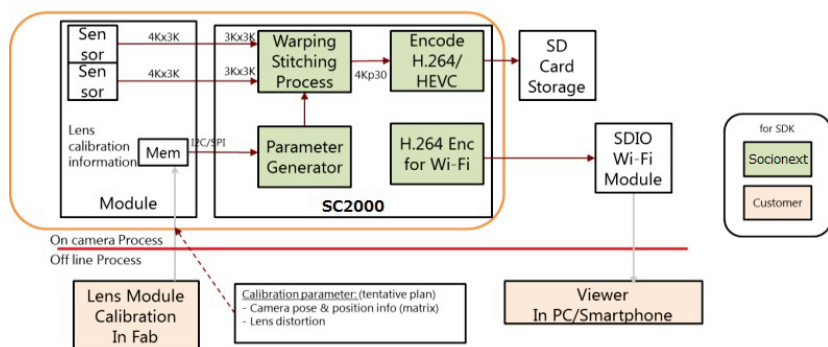 Sen
sor
Sen
sor
4Kx3K
3Kx3K
4Kx3K
3Kx3K
Warping
Stitching
Process
4Kp30
Encode
H.264/
HEVC
SD
Card
Storage
Lens
calibration
information
Mem
I2C/SPI
Parameter
Generator
H.264 Enc
for Wi-Fi
SDIO
Wi-Fi
Module
for SDK
Socionext
Customer
Module
SC2000
On camera Process
Off line Process
Lens Module
Calibration
In Fab
Calibration parameter: (tentative plan)
- Camera pose & position info (matrix)
- Lens distortion
Viewer
In PC/Smartphone